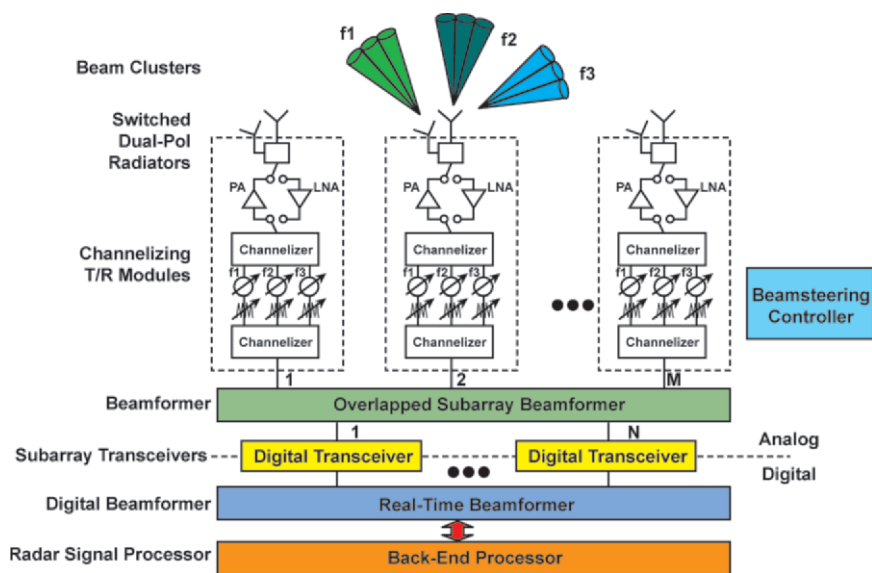 f1
f2
f3
Beam Clusters
Switched
Dual-Pol
Radiators
PA
LNA
PA
LNA
PA
LNA
Channelizing
T/R Modules
Channelizer
Channelizer
Channelizer
f1 f2 f3
f1 f2 f3
f1 f2 f3
Channelizer
Channelizer
Channelizer
Beamsteering
Controller
1
2
M
Beamformer
Overlapped Subarray Beamformer
1
N
Subarray Transceivers
Digital Transceiver
Digital Transceiver
Analog
Digital
Digital Beamformer
Real-Time Beamformer
Radar Signal Processor
Back-End Processor